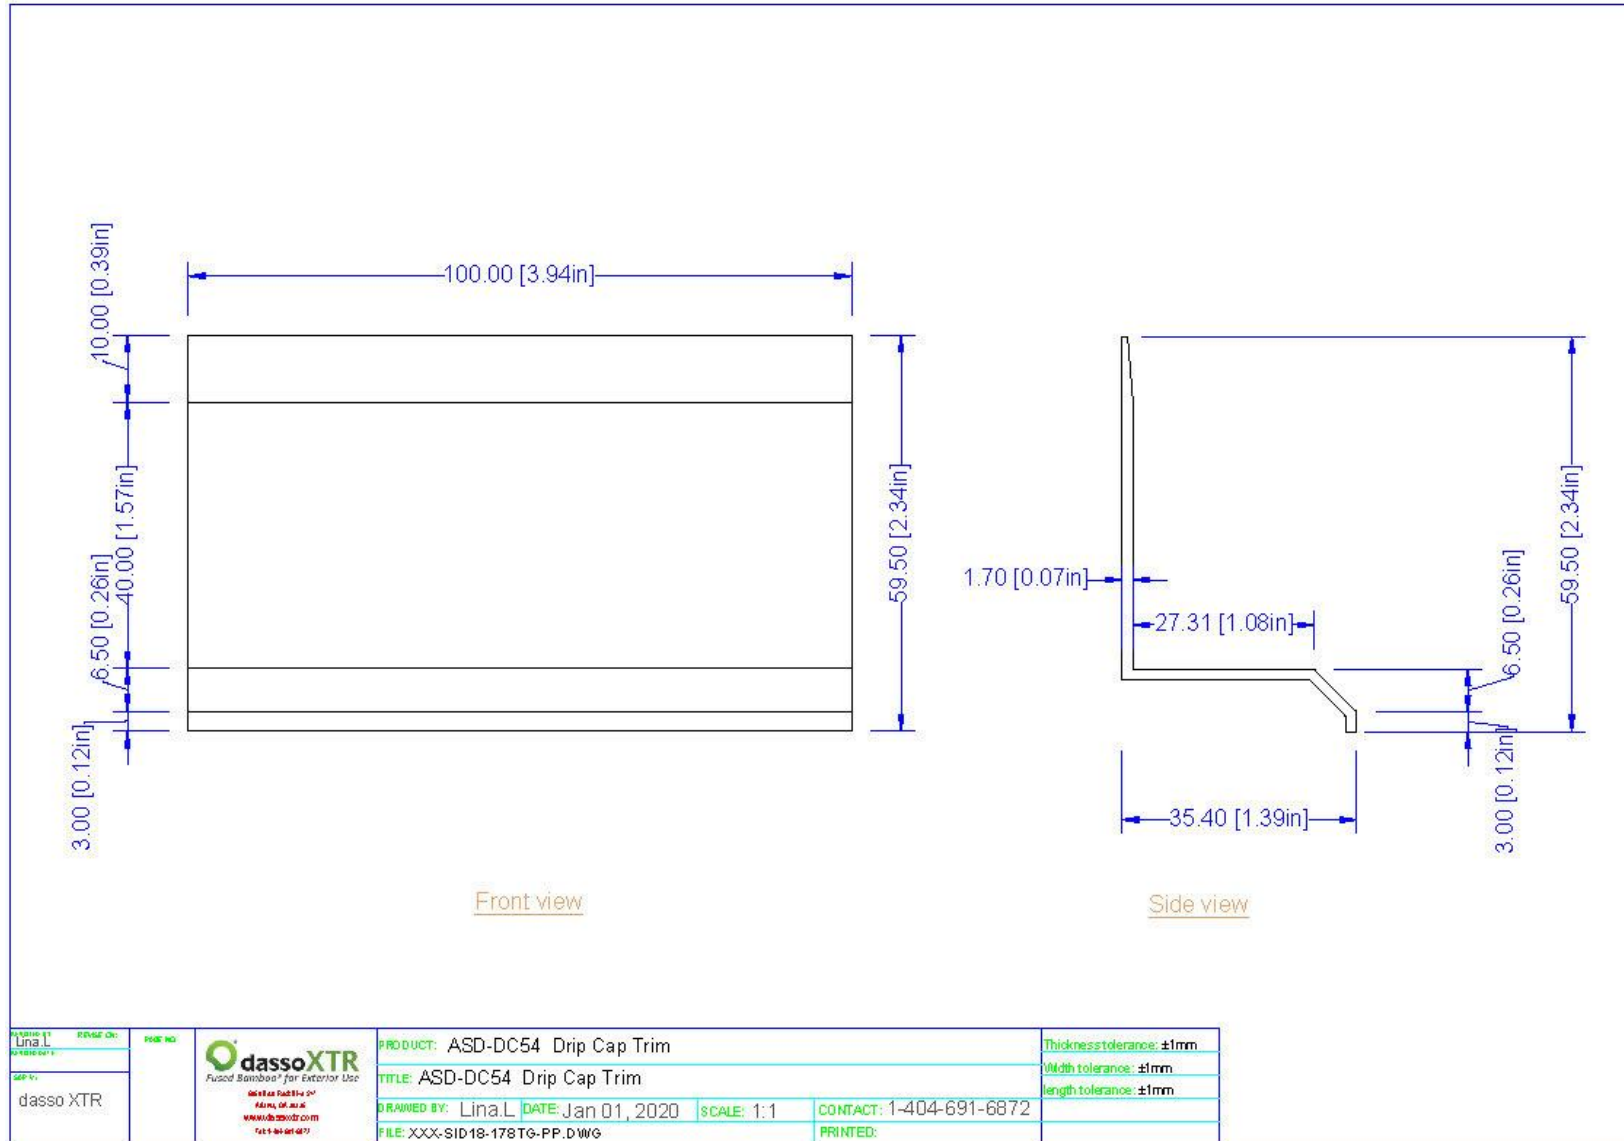 100.00 [3.94in]
10.00 [0.39in]
40.00 [1.57in]
6.50 [0.26in]
3.00 [0.12in]
59.50 [2.34in]
1.70 [0.07in]
27.31 [1.08in]
6.50 [0.26in]
59.50 [2.34in]
3.00 [0.12in]
35.40 [1.39in]
Front view
Side view
Lina.L
dasso XTR
dassoXTR
Fused Bamboo® for Exterior Use
www.dassoxtr.com
PRODUCT: ASD-DC54 Drip Cap Trim
TITLE: ASD-DC54 Drip Cap Trim
DRAWED BY: Lina.L DATE: Jan 01, 2020 SCALE: 1:1 CONTACT: 1-404-691-6872
FILE: XXX-SID18-178TG-PP.DWG PRINTED:
Thickness tolerance: ±1mm
Width tolerance: ±1mm
length tolerance: ±1mm